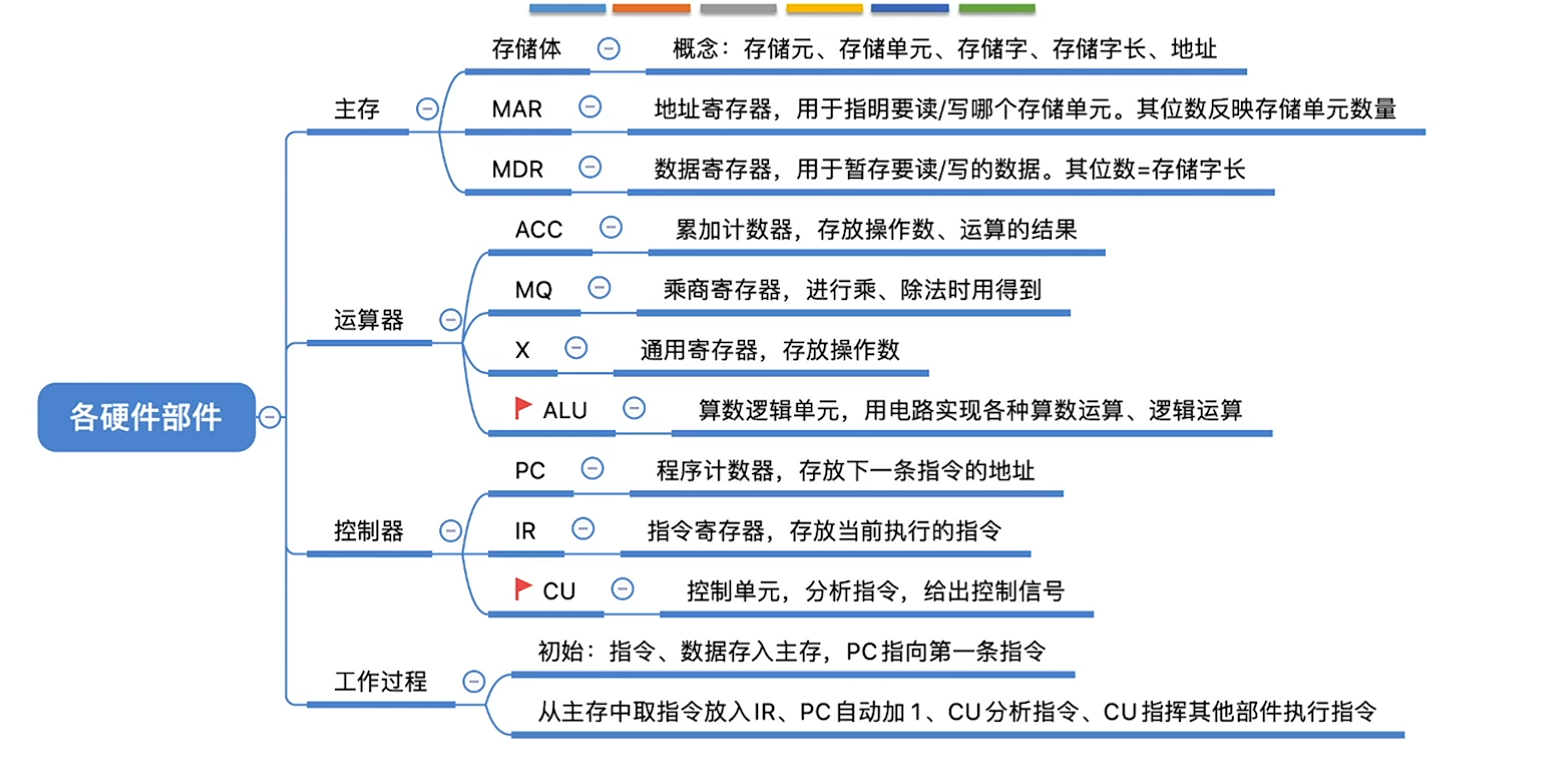 各硬件部件
主存
存储体
概念：存储元、存储单元、存储字、存储字长、地址
MAR
地址寄存器，用于指明要读/写哪个存储单元。其位数反映存储单元数量
MDR
数据寄存器，用于暂存要读/写的数据。其位数=存储字长
运算器
ACC
累加计数器，存放操作数、运算的结果
MQ
乘商寄存器，进行乘、除法时用得到
X
通用寄存器，存放操作数
ALU
算数逻辑单元，用电路实现各种算数运算、逻辑运算
控制器
PC
程序计数器，存放下一条指令的地址
IR
指令寄存器，存放当前执行的指令
CU
控制单元，分析指令，给出控制信号
工作过程
初始：指令、数据存入主存，PC指向第一条指令
从主存中取指令放入IR、PC自动加1、CU分析指令、CU指挥其他部件执行指令